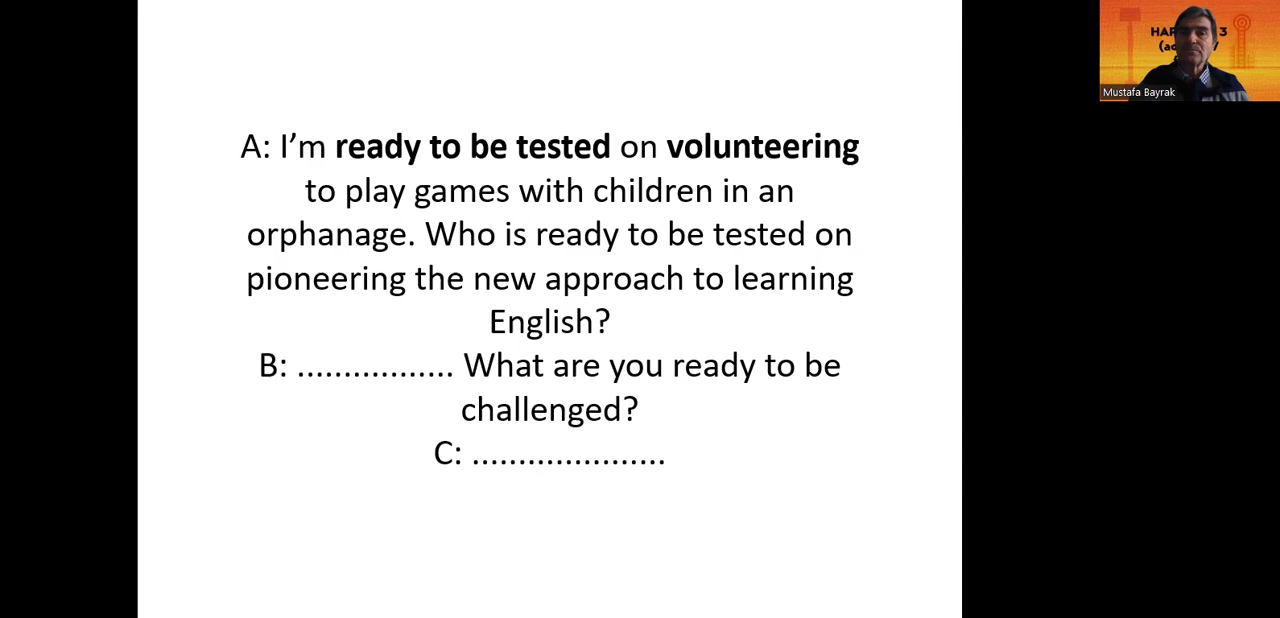 A: I’m ready to be tested on volunteering
to play games with children in an
orphanage. Who is ready to be tested on
pioneering the new approach to learning
English?
B: ................. What are you ready to be
challenged?
C: .....................
3
Mustafa Bayrak